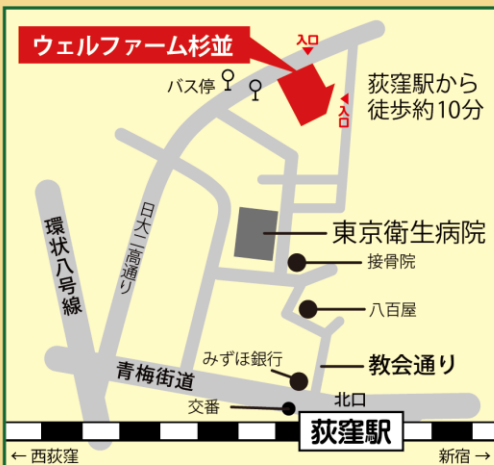 ウェルファーム杉並
入口
バス停
入口
荻窪駅から
徒歩約10分
日大二高通り
環状八号線
東京衛生病院
接骨院
八百屋
みずほ銀行
教会通り
青梅街道
北口
交番
荻窪駅
← 西荻窪
新宿 →